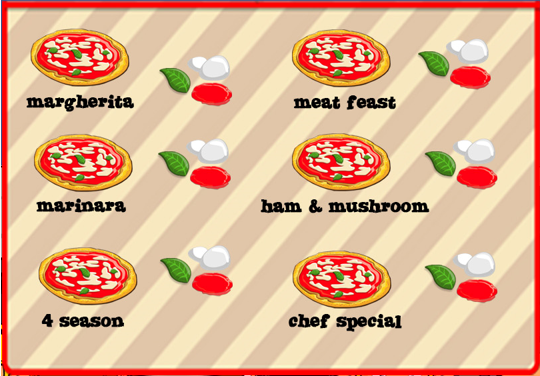 margherita
meat feast
marinara
ham & mushroom
4 season
chef special